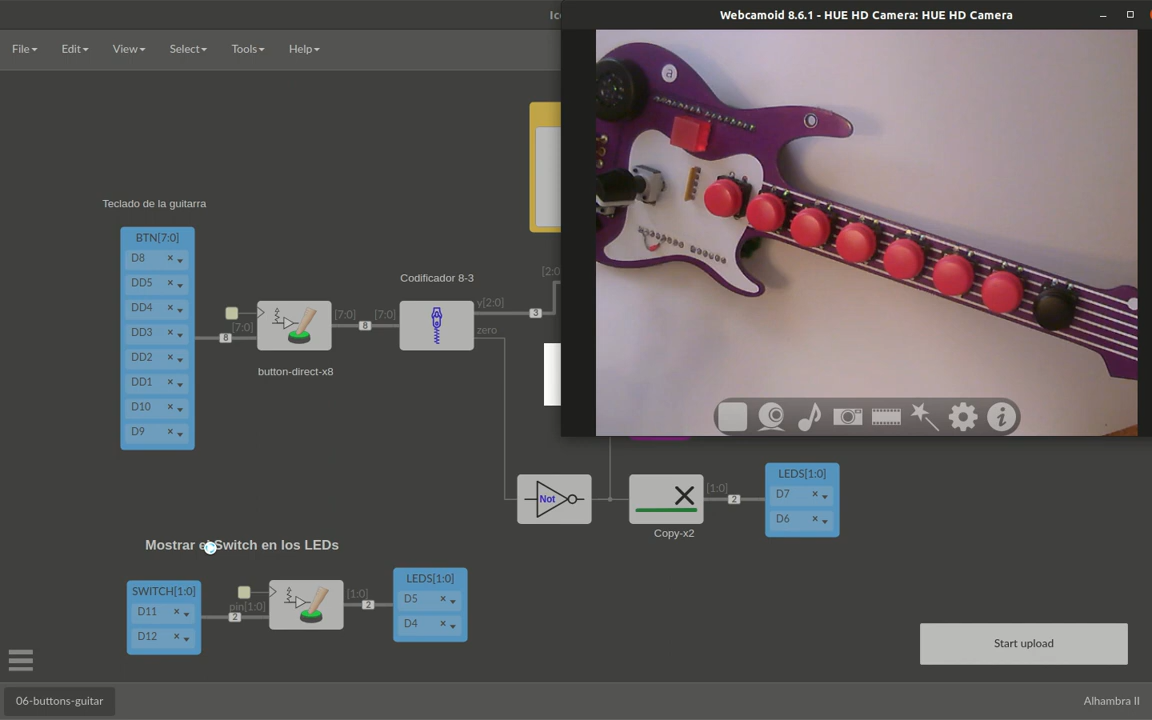 Ico
Webcamoid 8.6.1 - HUE HD Camera: HUE HD Camera
File Edit View Select Tools Help
Teclado de la guitarra
BTN[7:0]
D8
DD5
DD4
DD3
DD2
DD1
D10
D9
8
[7:0]
button-direct-x8
[7:0]
8
[7:0]
Codificador 8-3
y[2:0]
zero
3
[2:0
Not
Copy-x2
[1:0]
2
LEDS[1:0]
D7
D6
Mostrar el Switch en los LEDs
SWITCH[1:0]
D11
D12
pin[1:0]
2
[1:0]
2
LEDS[1:0]
D5
D4
Start upload
06-buttons-guitar
Alhambra II